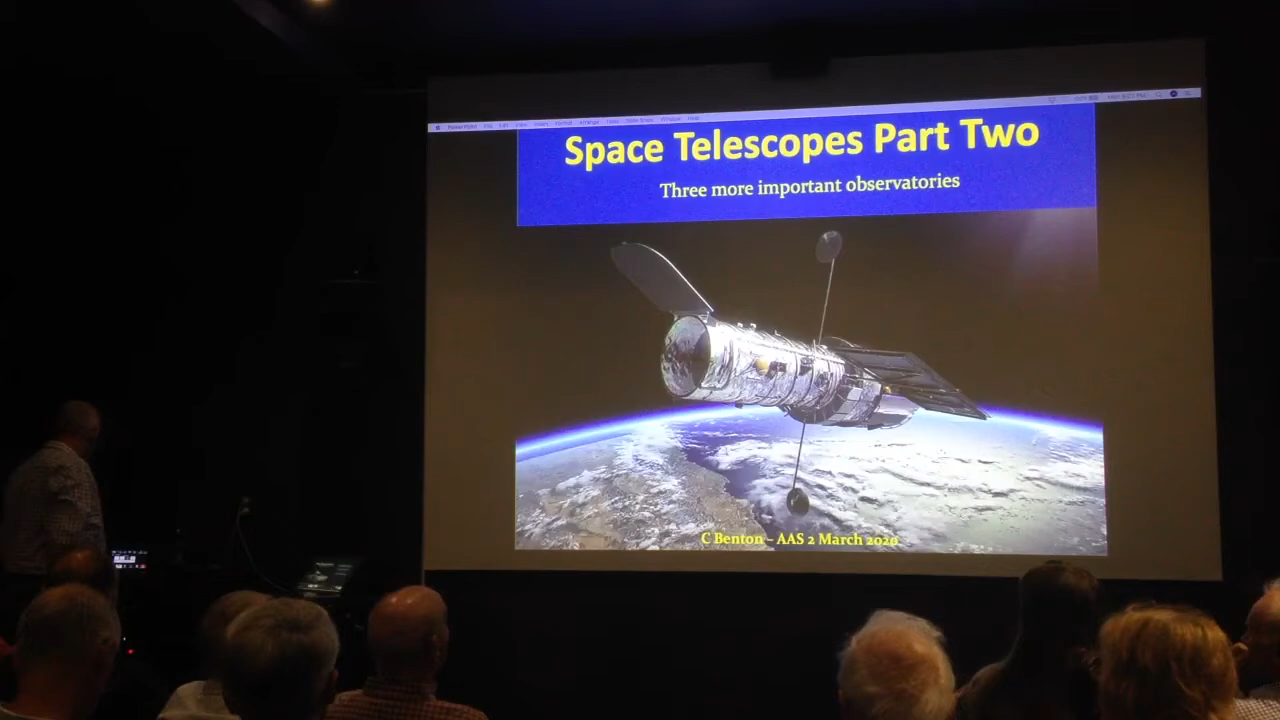 Space Telescopes Part Two
Three more important observatories
C Benton - AAS 2 March 2020